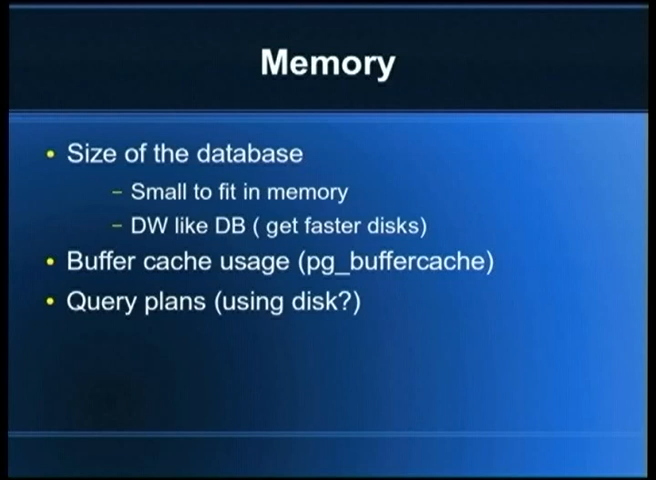 Memory
• Size of the database
– Small to fit in memory
– DW like DB ( get faster disks)
• Buffer cache usage (pg_buffercache)
• Query plans (using disk?)